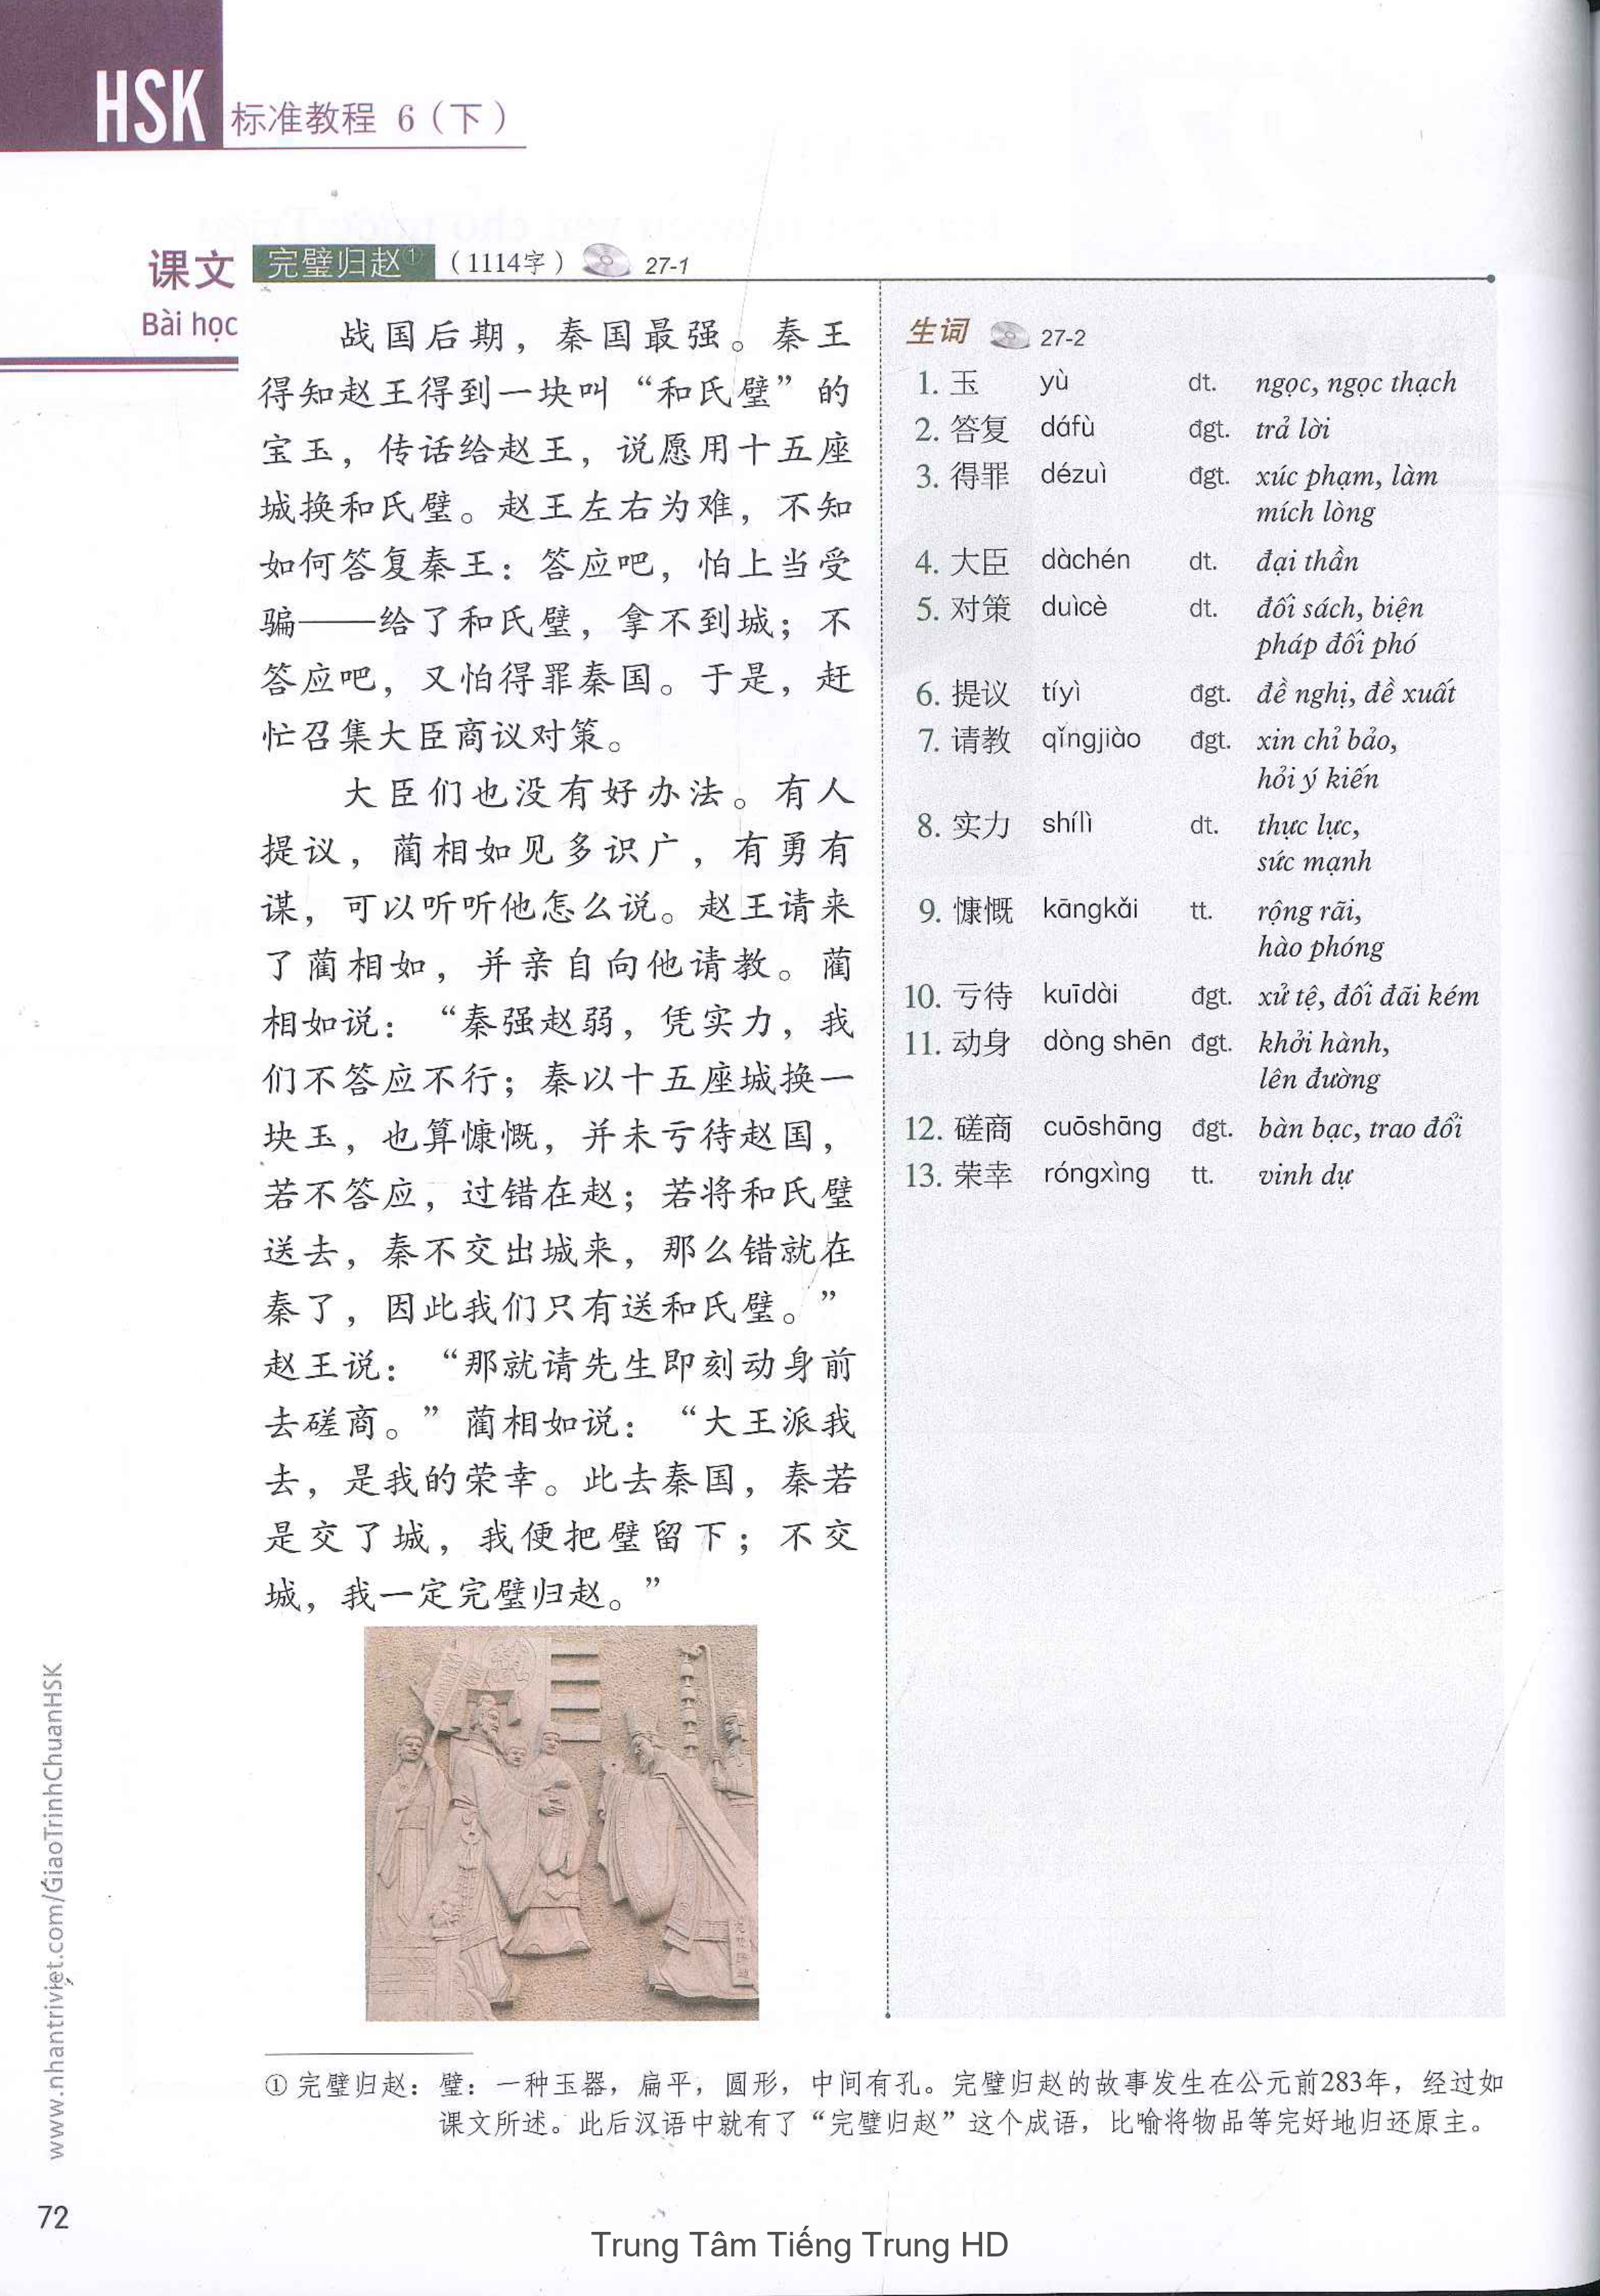 HSK 标准教程 6（下）
课文 完璧归赵① （1114字） 27-1
Bài học
战国后期，秦国最强。秦王
得知赵王得到一块叫“和氏璧”的
宝玉，传话给赵王，说愿用十五座
城换和氏璧。赵王左右为难，不知
如何答复秦王：答应吧，怕上当受
骗——给了和氏璧，拿不到城；不
答应吧，又怕得罪秦国。于是，赶
忙召集大臣商议对策。
大臣们也没有好办法。有人
提议，蔺相如见多识广，有勇有
谋，可以听听他怎么说。赵王请来
了蔺相如，并亲自向他请教。蔺
相如说：“秦强赵弱，凭实力，我
们不答应不行；秦以十五座城换一
块玉，也算慷慨，并未亏待赵国，
若不答应，过错在赵；若将和氏璧
送去，秦不交出城来，那么错就在
秦了，因此我们只有送和氏璧。”
赵王说：“那就请先生即刻动身前
去磋商。”蔺相如说：“大王派我
去，是我的荣幸。此去秦国，秦若
是交了城，我便把璧留下；不交
城，我一定完璧归赵。”
生词 27-2
1. 玉 yù dt. ngọc, ngọc thạch
2. 答复 dáfù đgt. trả lời
3. 得罪 dézuì đgt. xúc phạm, làm
mích lòng
4. 大臣 dàchén dt. đại thần
5. 对策 duìcè dt. đối sách, biện
pháp đối phó
6. 提议 tíyì đgt. đề nghị, đề xuất
7. 请教 qǐngjiào đgt. xin chỉ bảo,
hỏi ý kiến
8. 实力 shílì dt. thực lực,
sức mạnh
9. 慷慨 kāngkǎi tt. rộng rãi,
hào phóng
10. 亏待 kuīdài đgt. xử tệ, đối đãi kém
11. 动身 dòng shēn đgt. khởi hành,
lên đường
12. 磋商 cuōshāng đgt. bàn bạc, trao đổi
13. 荣幸 róngxìng tt. vinh dự
① 完璧归赵：璧：一种玉器，扁平，圆形，中间有孔。完璧归赵的故事发生在公元前283年，经过如
课文所述。此后汉语中就有了“完璧归赵”这个成语，比喻将物品等完好地归还原主。
www.nhantriviet.com/GiaoTrinhChuanHSK
72
Trung Tâm Tiếng Trung HD